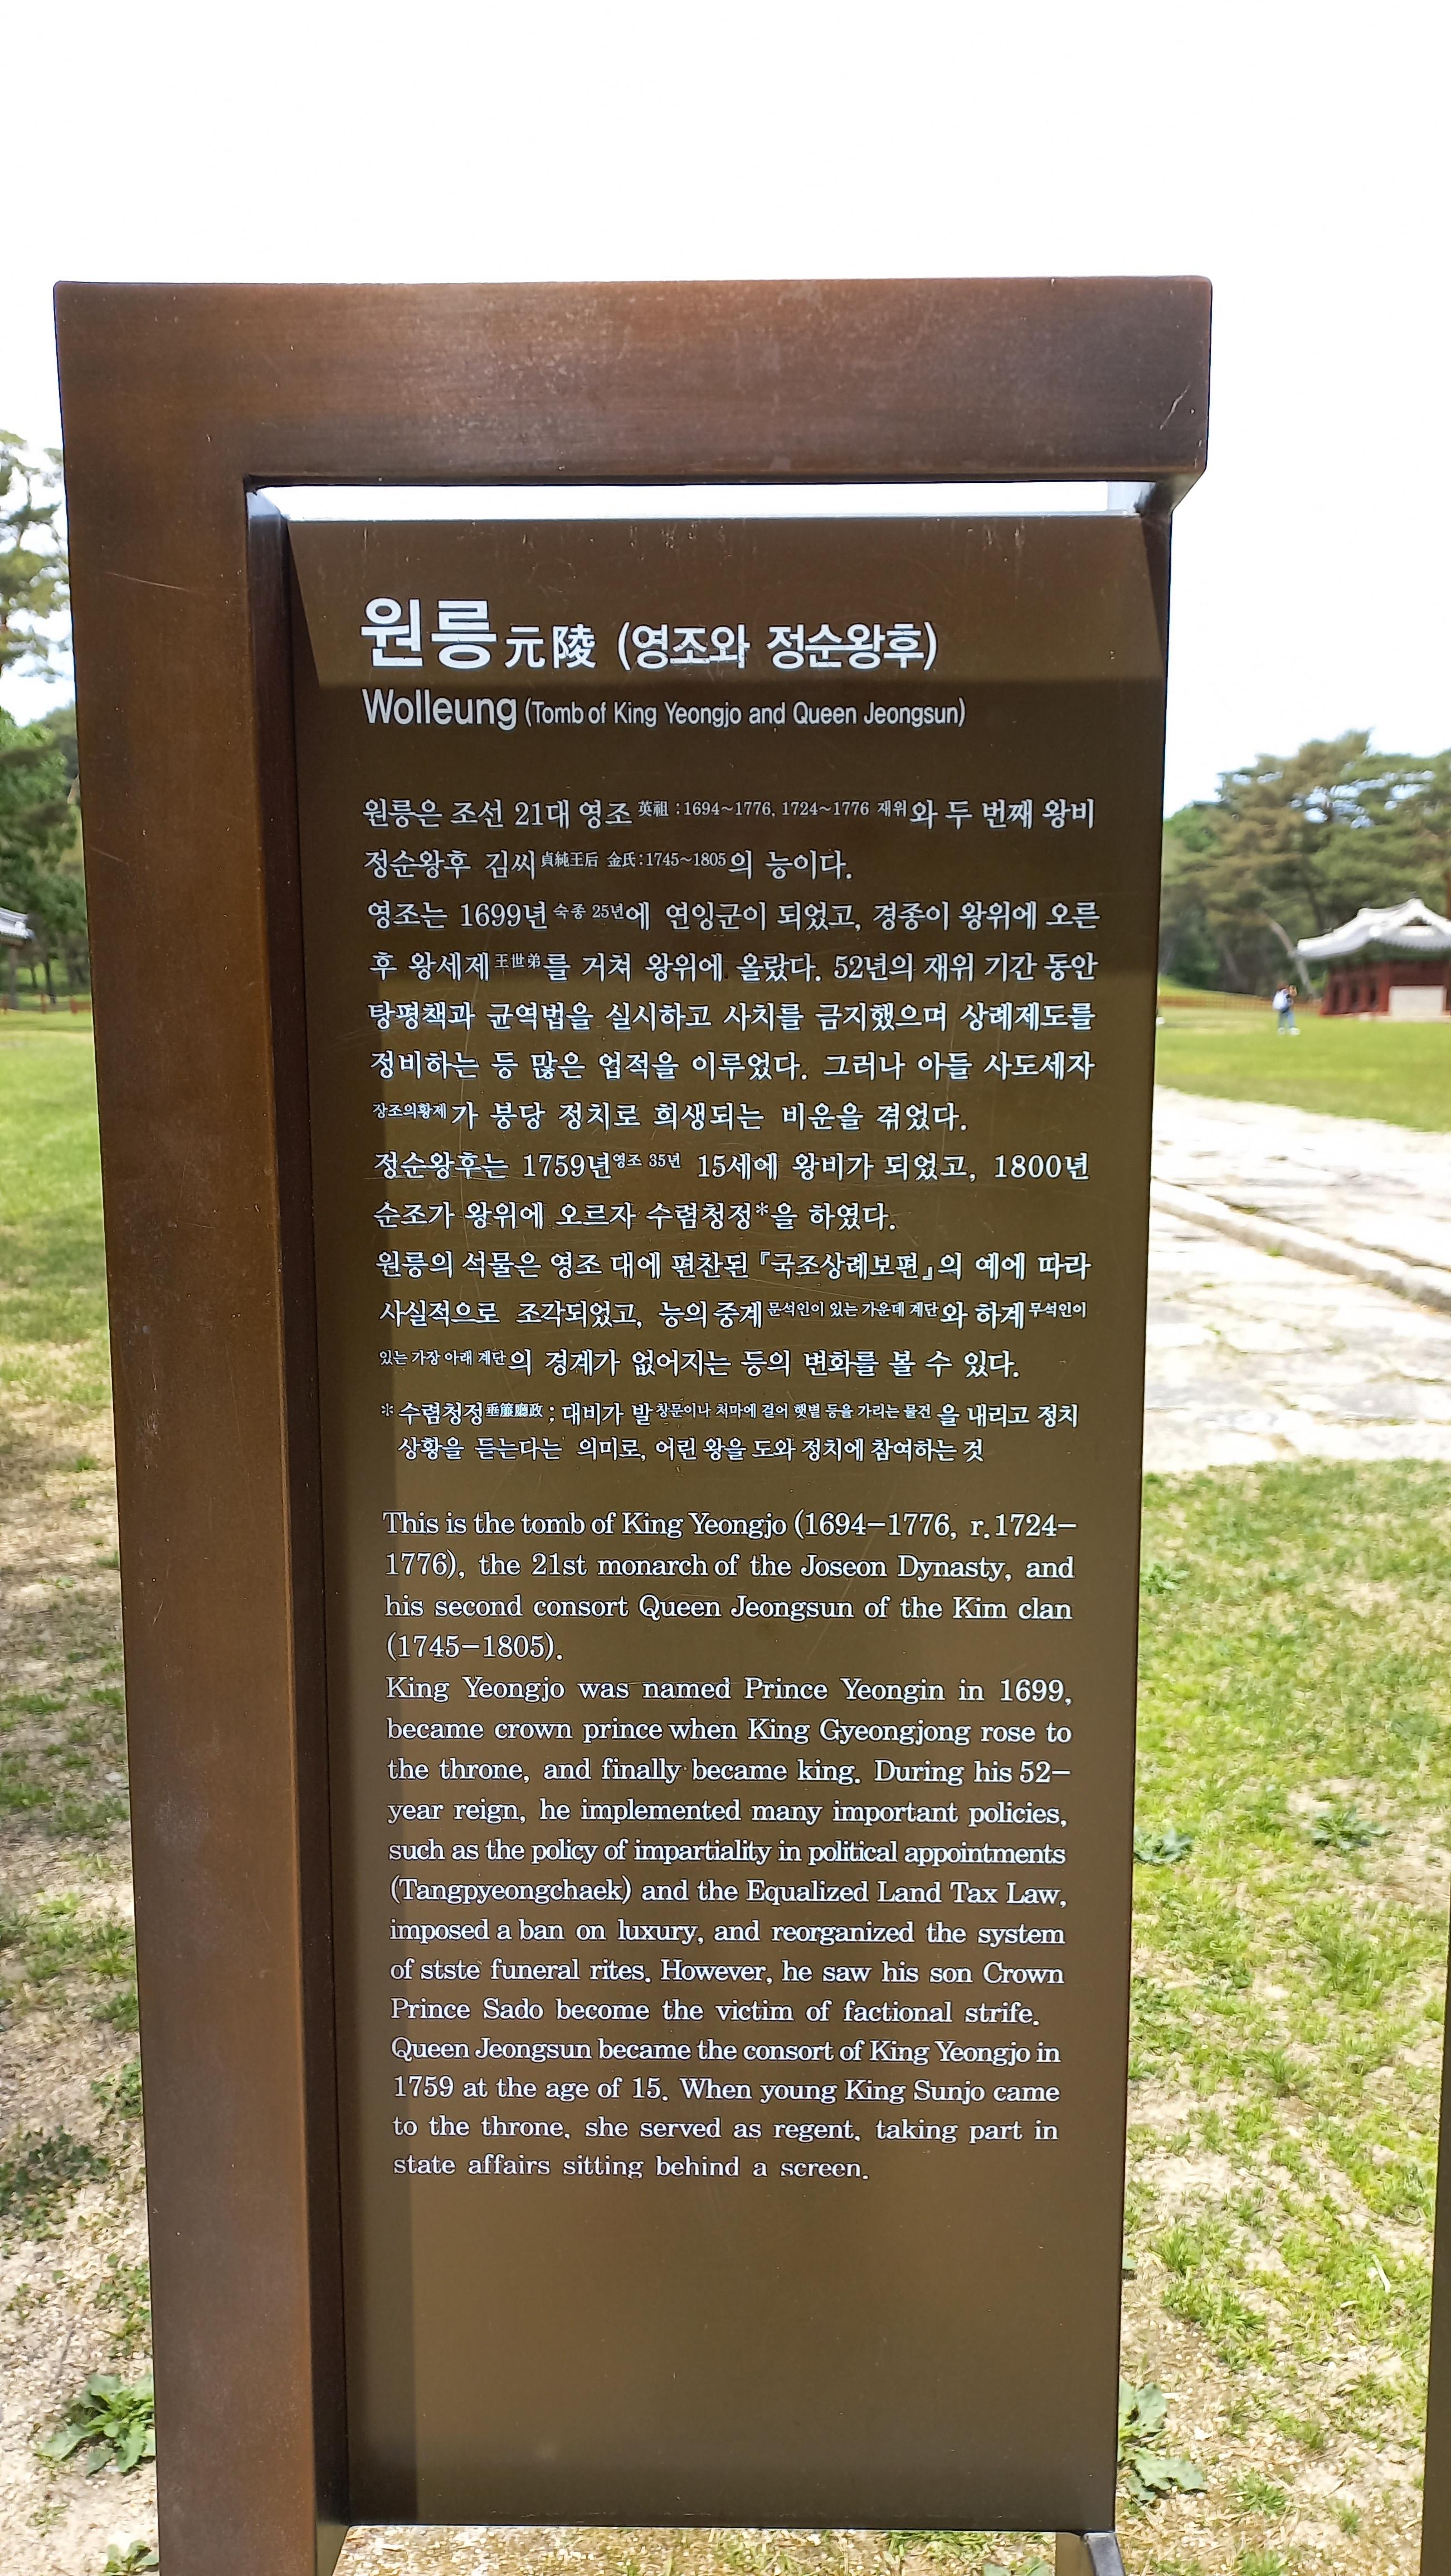 원릉元陵 (영조와 정순왕후)
Wolleung (Tomb of King Yeongjo and Queen Jeongsun)
원릉은 조선 21대 영조 英祖 : 1694~1776, 1724~1776 재위와 두 번째 왕비
정순왕후 김씨貞純王后 金氏:1745~1805의 능이다.
영조는 1699년 숙종 25년에 연잉군이 되었고, 경종이 왕위에 오른
후 왕세제王世弟를 거쳐 왕위에 올랐다. 52년의 재위 기간 동안
탕평책과 균역법을 실시하고 사치를 금지했으며 상례제도를
정비하는 등 많은 업적을 이루었다. 그러나 아들 사도세자
장조의황제가 붕당 정치로 희생되는 비운을 겪었다.
정순왕후는 1759년영조 35년 15세에 왕비가 되었고, 1800년
순조가 왕위에 오르자 수렴청정*을 하였다.
원릉의 석물은 영조 대에 편찬된『국조상례보편』의 예에 따라
사실적으로 조각되었고, 능의 중계문석인이 있는 가운데 계단와 하계무석인이
있는 가장 아래 계단의 경계가 없어지는 등의 변화를 볼 수 있다.
* 수렴청정垂簾聽政 ; 대비가 발창문이나 처마에 걸어 햇볕 등을 가리는 물건을 내리고 정치
상황을 듣는다는 의미로, 어린 왕을 도와 정치에 참여하는 것
This is the tomb of King Yeongjo (1694-1776, r.1724-
1776), the 21st monarch of the Joseon Dynasty, and
his second consort Queen Jeongsun of the Kim clan
(1745-1805).
King Yeongjo was named Prince Yeongin in 1699,
became crown prince when King Gyeongjong rose to
the throne, and finally became king. During his 52-
year reign, he implemented many important policies,
such as the policy of impartiality in political appointments
(Tangpyeongchaek) and the Equalized Land Tax Law,
imposed a ban on luxury, and reorganized the system
of stste funeral rites. However, he saw his son Crown
Prince Sado become the victim of factional strife.
Queen Jeongsun became the consort of King Yeongjo in
1759 at the age of 15. When young King Sunjo came
to the throne, she served as regent, taking part in
state affairs sitting behind a screen.